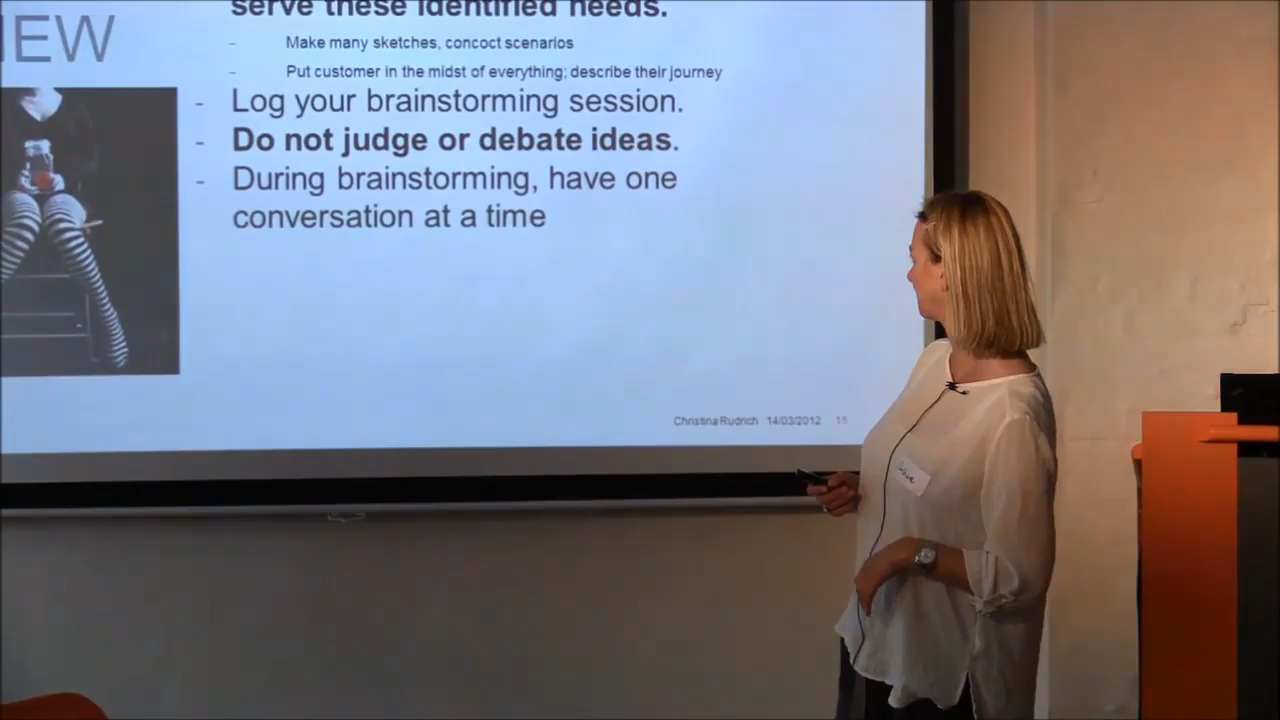 serve these identified needs.
IEW
- Make many sketches, concoct scenarios
- Put customer in the midst of everything; describe their journey
- Log your brainstorming session.
- Do not judge or debate ideas.
- During brainstorming, have one
conversation at a time
Christina Rudrich 14/03/2012 15